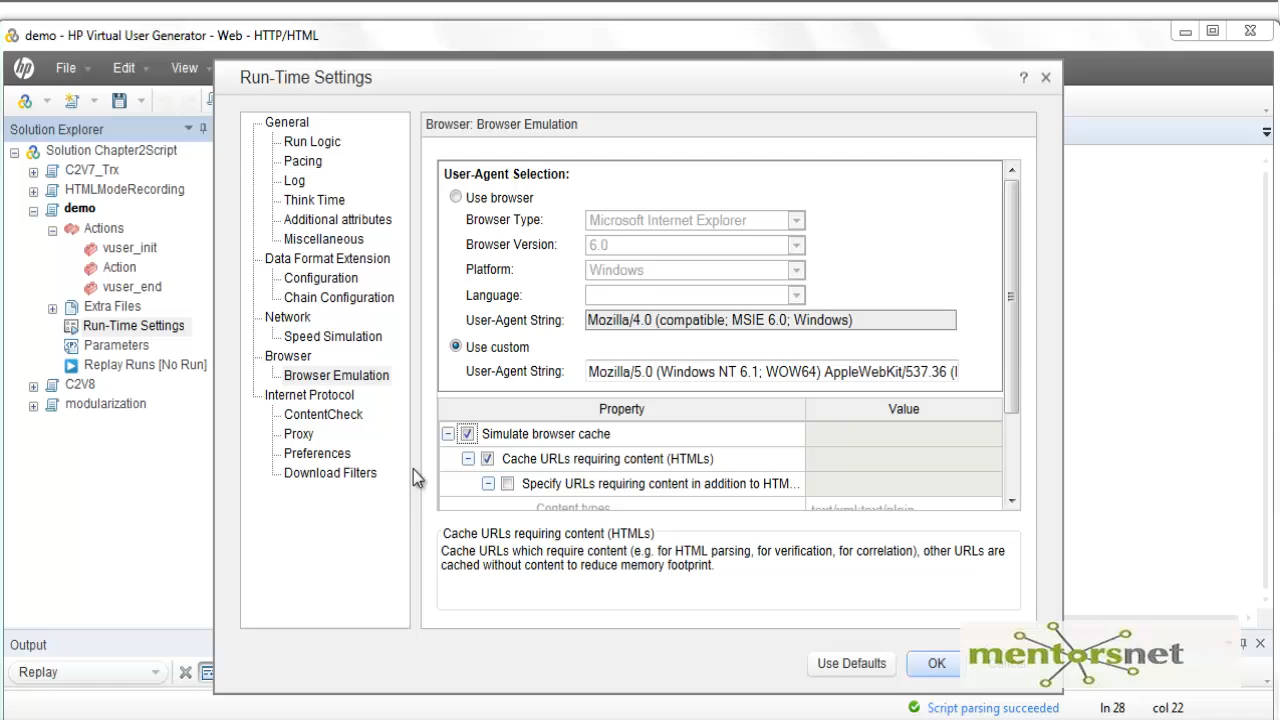 demo - HP Virtual User Generator - Web - HTTP/HTML
hp File Edit View
Run-Time Settings
Solution Explorer
Solution Chapter2Script
C2V7_Trx
HTMLModeRecording
demo
Actions
vuser_init
Action
vuser_end
Extra Files
Run-Time Settings
Parameters
Replay Runs [No Run]
C2V8
modularization
General
Run Logic
Pacing
Log
Think Time
Additional attributes
Miscellaneous
Data Format Extension
Configuration
Chain Configuration
Network
Speed Simulation
Browser
Browser Emulation
Internet Protocol
ContentCheck
Proxy
Preferences
Download Filters
Browser: Browser Emulation
User-Agent Selection:
Use browser
Browser Type: Microsoft Internet Explorer
Browser Version: 6.0
Platform: Windows
Language:
User-Agent String: Mozilla/4.0 (compatible; MSIE 6.0; Windows)
Use custom
User-Agent String: Mozilla/5.0 (Windows NT 6.1; WOW64) AppleWebKit/537.36 (
Property Value
Simulate browser cache
Cache URLs requiring content (HTMLs)
Specify URLs requiring content in addition to HTM...
Content types text/xml;text/plain
Cache URLs requiring content (HTMLs)
Cache URLs which require content (e.g. for HTML parsing, for verification, for correlation), other URLs are
cached without content to reduce memory footprint.
Use Defaults OK
mentorsnet
Output
Replay
Script parsing succeeded ln 28 col 22